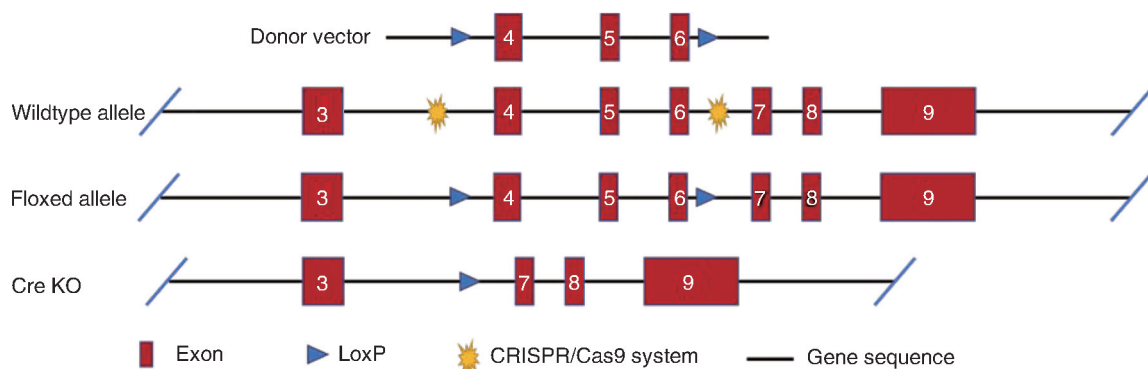 Donor vector 4 5 6
Wildtype allele 3 4 5 6 7 8 9
Floxed allele 3 4 5 6 7 8 9
Cre KO 3 7 8 9
Exon LoxP CRISPR/Cas9 system Gene sequence